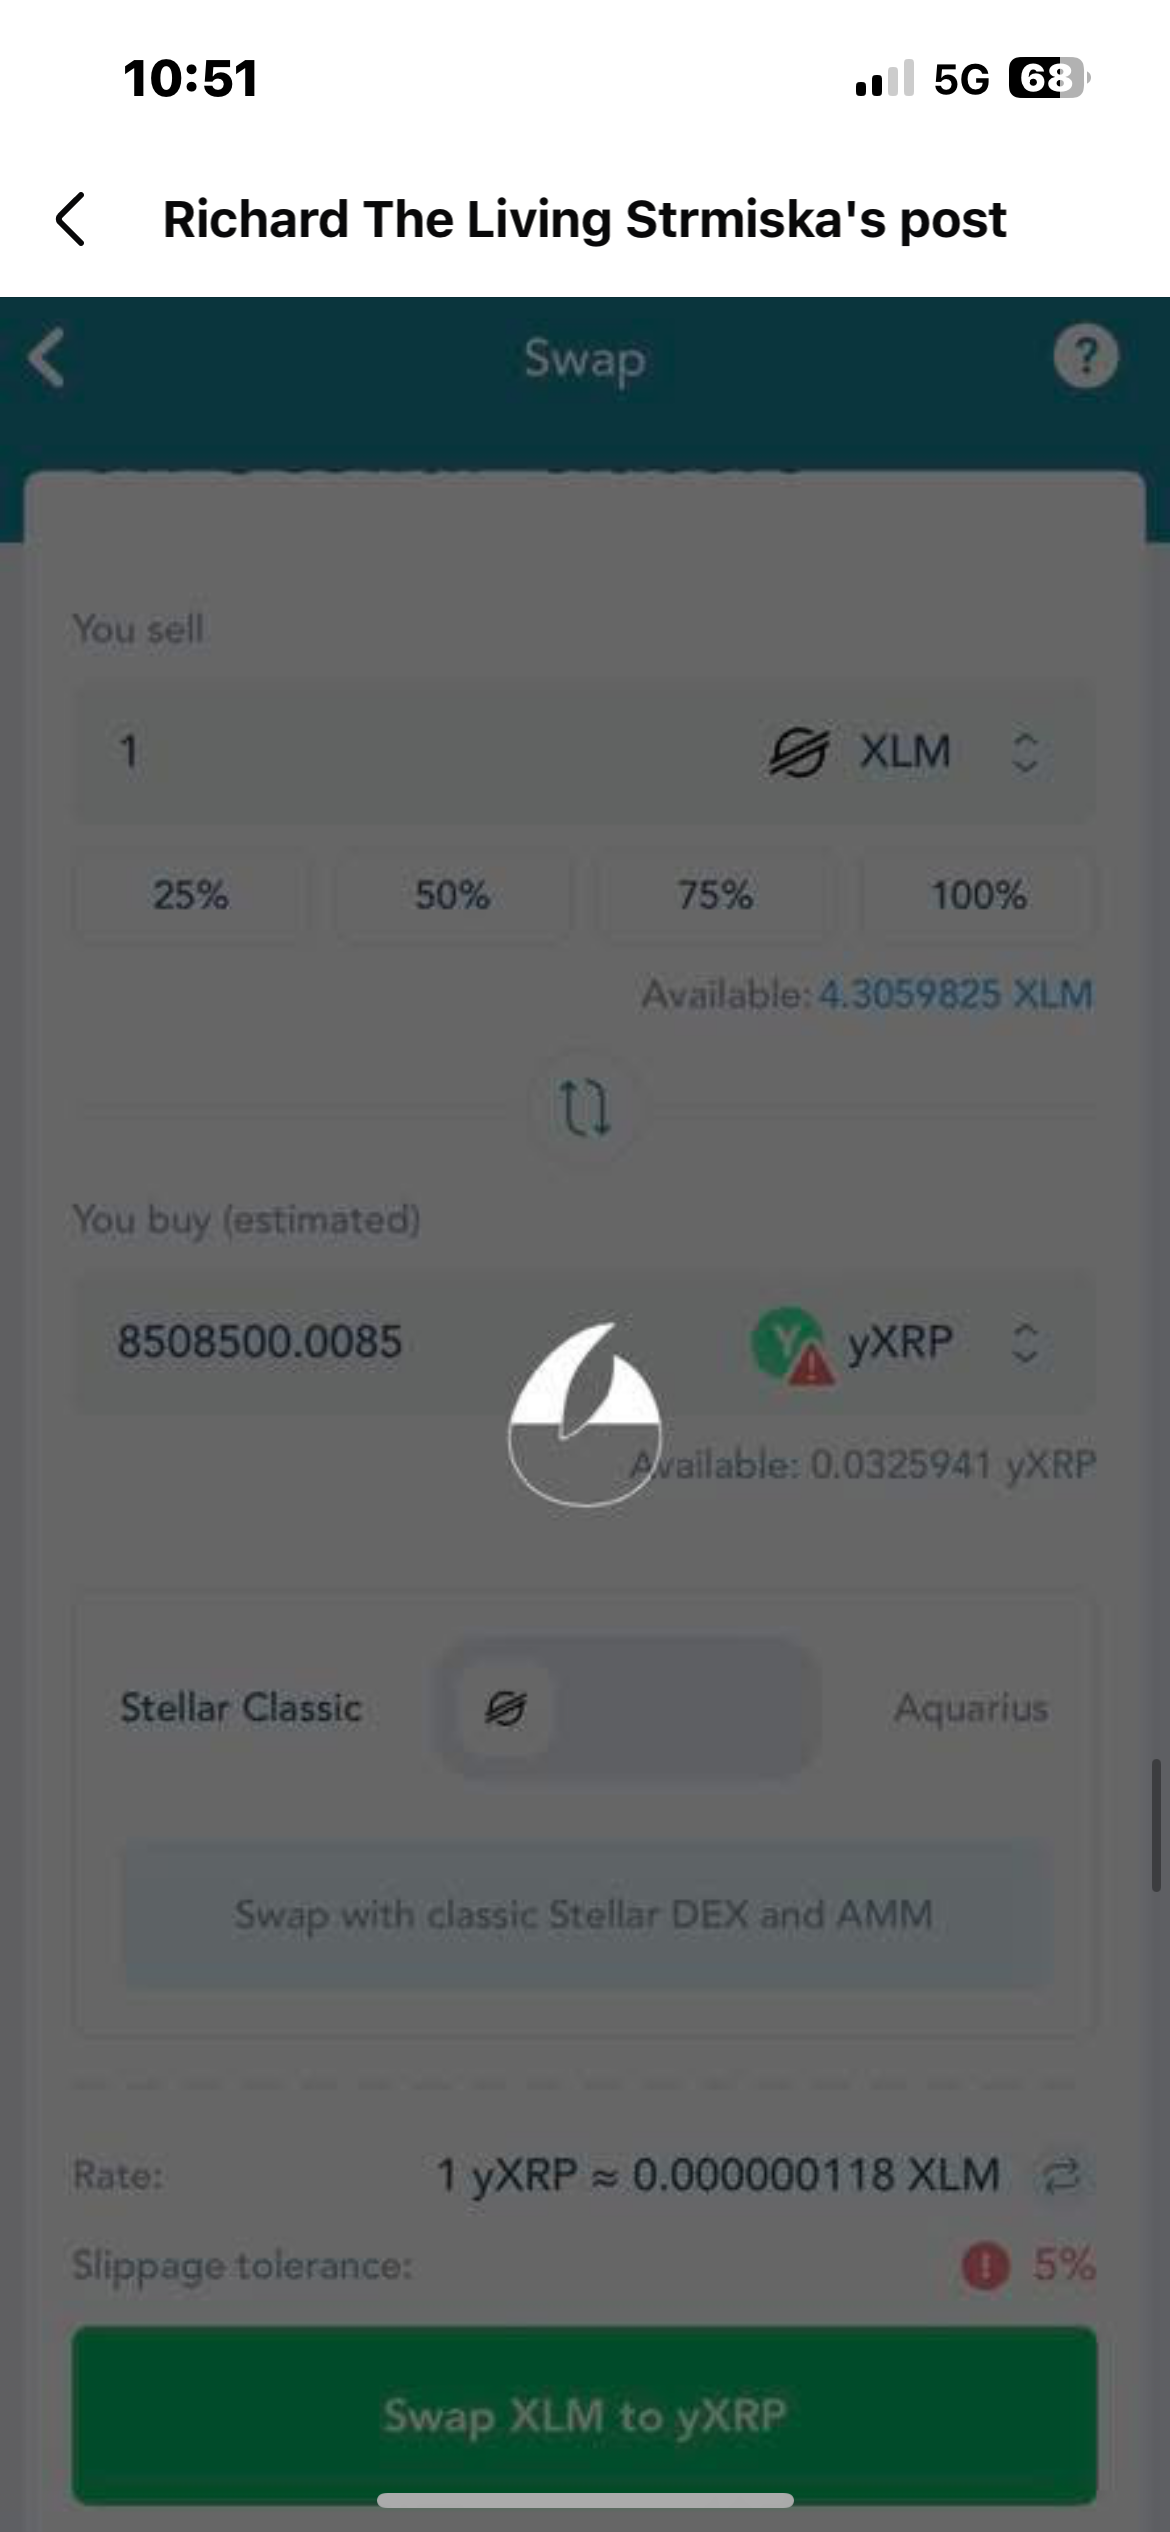 10:51
5G 68
Richard The Living Strmiska's post
Swap
?
You sell
1 XLM
25% 50% 75% 100%
Available: 4.3059825 XLM
You buy (estimated)
8508500.0085 Y yXRP
Available: 0.0325941 yXRP
Stellar Classic Aquarius
Swap with classic Stellar DEX and AMM
Rate: 1 yXRP ≈ 0.000000118 XLM
Slippage tolerance: ! 5%
Swap XLM to yXRP